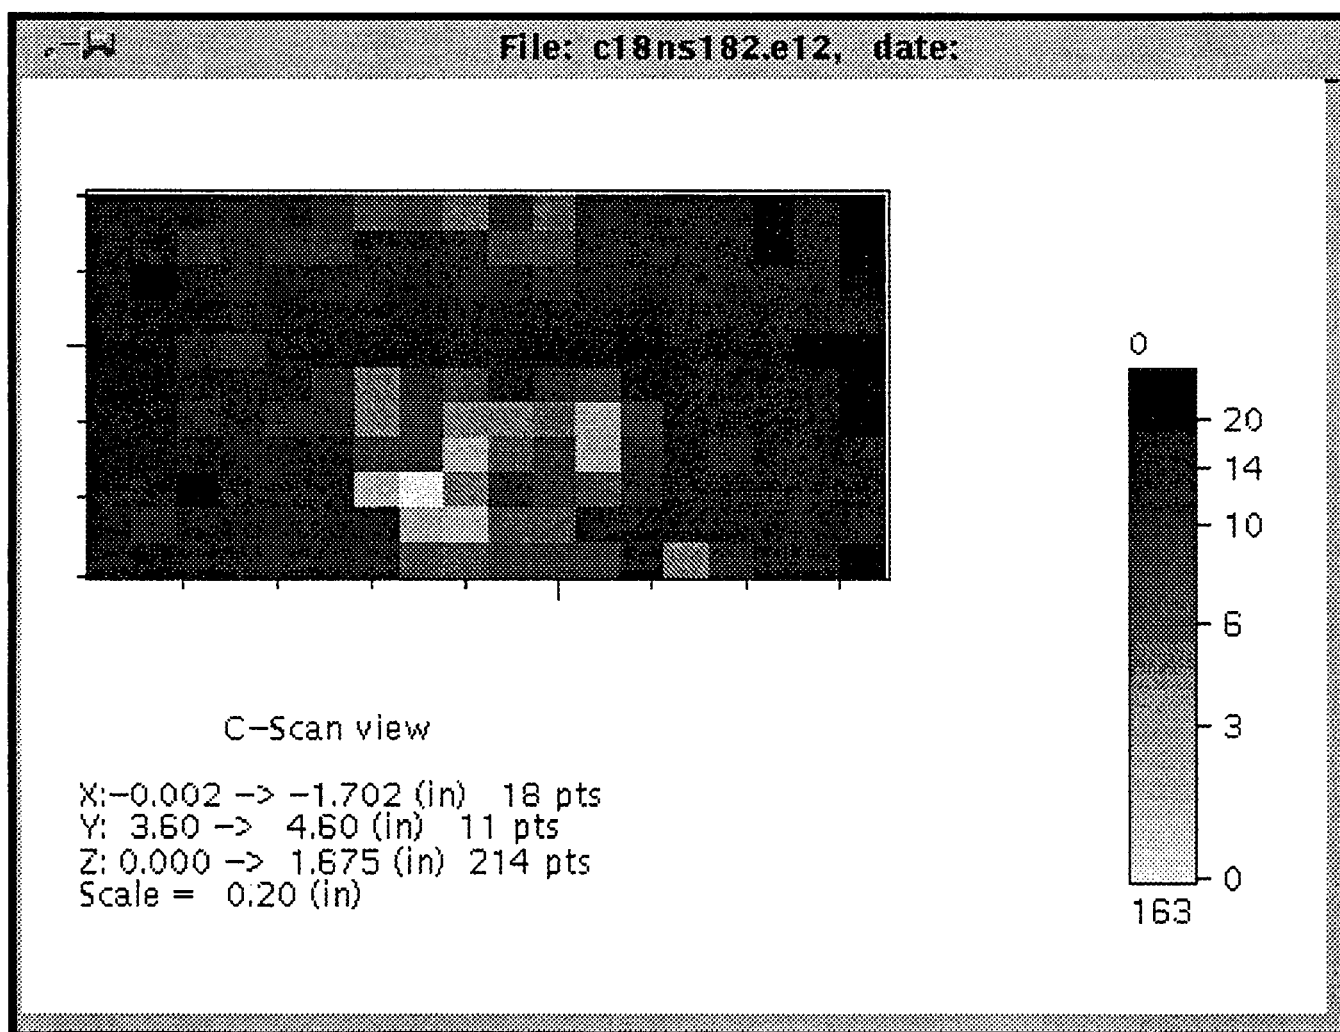 File: c18ns182.e12, date:
0
20
14
10
6
3
0
163
C-Scan view
X:-0.002 -> -1.702 (in) 18 pts
Y: 3.60 -> 4.60 (in) 11 pts
Z: 0.000 -> 1.675 (in) 214 pts
Scale = 0.20 (in)